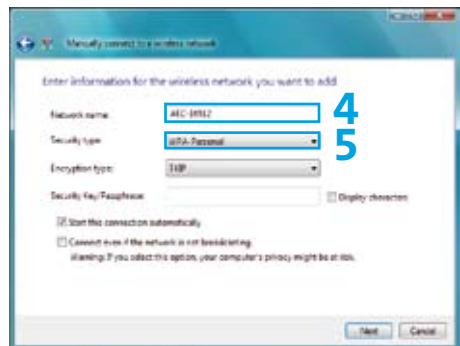 Manually connect to a wireless network
Enter information for the wireless network you want to add
Network name:
4
Security type: WPA-Personal
5
Encryption type: TKIP
Security Key/Passphrase: Display characters
Start this connection automatically
Connect even if the network is not broadcasting
Warning: If you select this option, your computer's privacy might be at risk.
Next Cancel